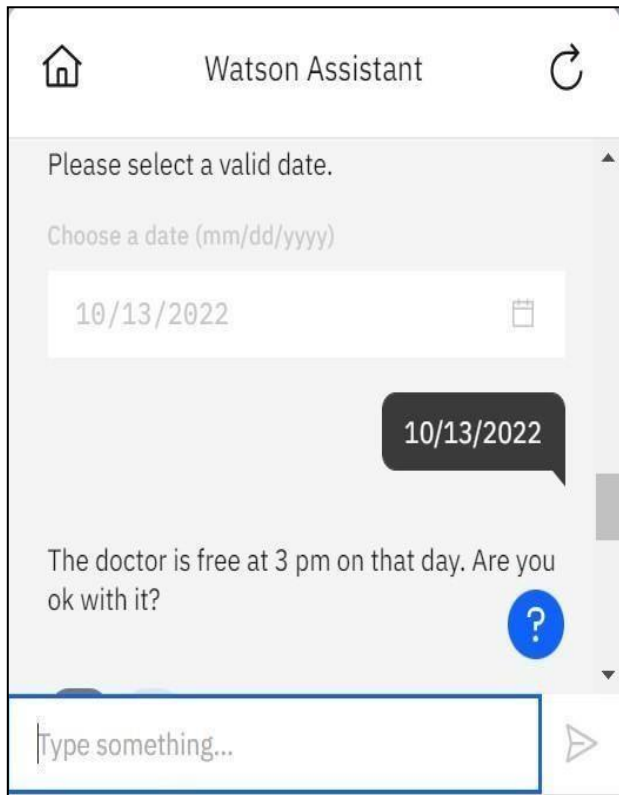 Watson Assistant
Please select a valid date.
Choose a date (mm/dd/yyyy)
10/13/2022
10/13/2022
The doctor is free at 3 pm on that day. Are you
ok with it?
?
Type something...